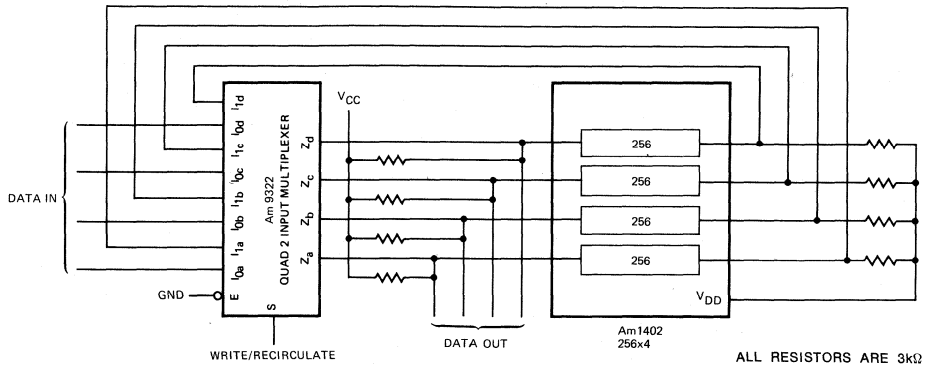 I1d
I0d
I1c
I0c
I1b
I0b
I1a
I0a
E
S
Am 9322
QUAD 2 INPUT MULTIPLEXER
Zd
Zc
Zb
Za
VCC
DATA IN
GND
WRITE/RECIRCULATE
DATA OUT
256
256
256
256
VDD
Am1402
256x4
ALL RESISTORS ARE 3kΩ